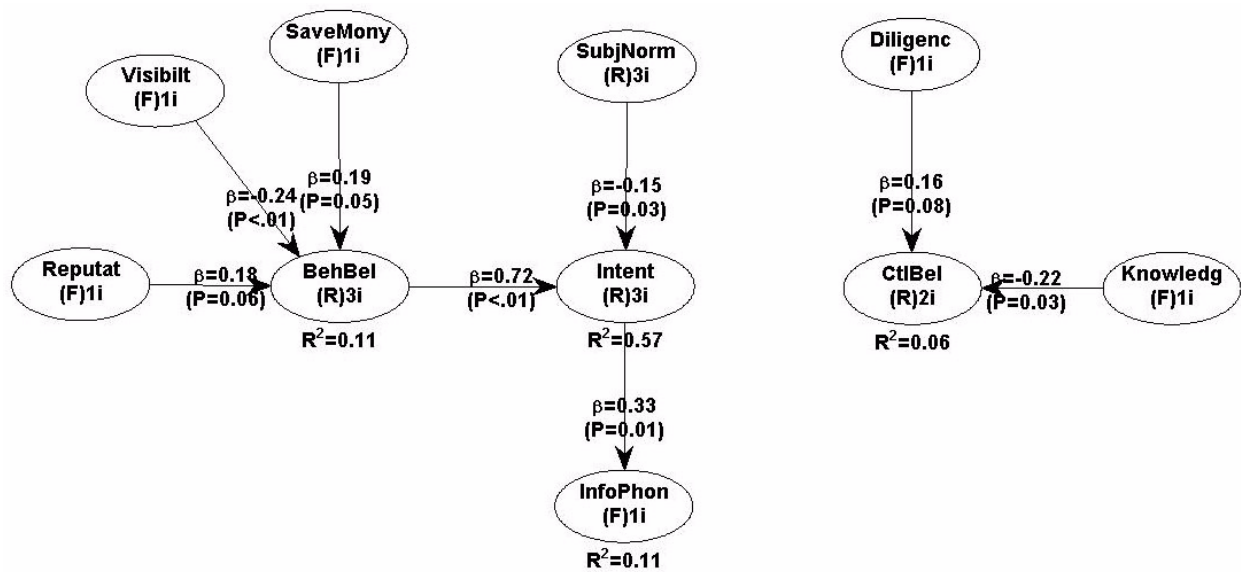 SaveMony
(F)1i
SubjNorm
(R)3i
Diligenc
(F)1i
Visibilt
(F)1i
β=0.19
(P=0.05)
β=-0.24
(P<.01)
β=-0.15
(P=0.03)
β=0.16
(P=0.08)
Reputat
(F)1i
β=0.18
(P=0.06)
BehBel
(R)3i
R²=0.11
β=0.72
(P<.01)
Intent
(R)3i
R²=0.57
CtlBel
(R)2i
R²=0.06
β=-0.22
(P=0.03)
Knowledg
(F)1i
β=0.33
(P=0.01)
InfoPhon
(F)1i
R²=0.11